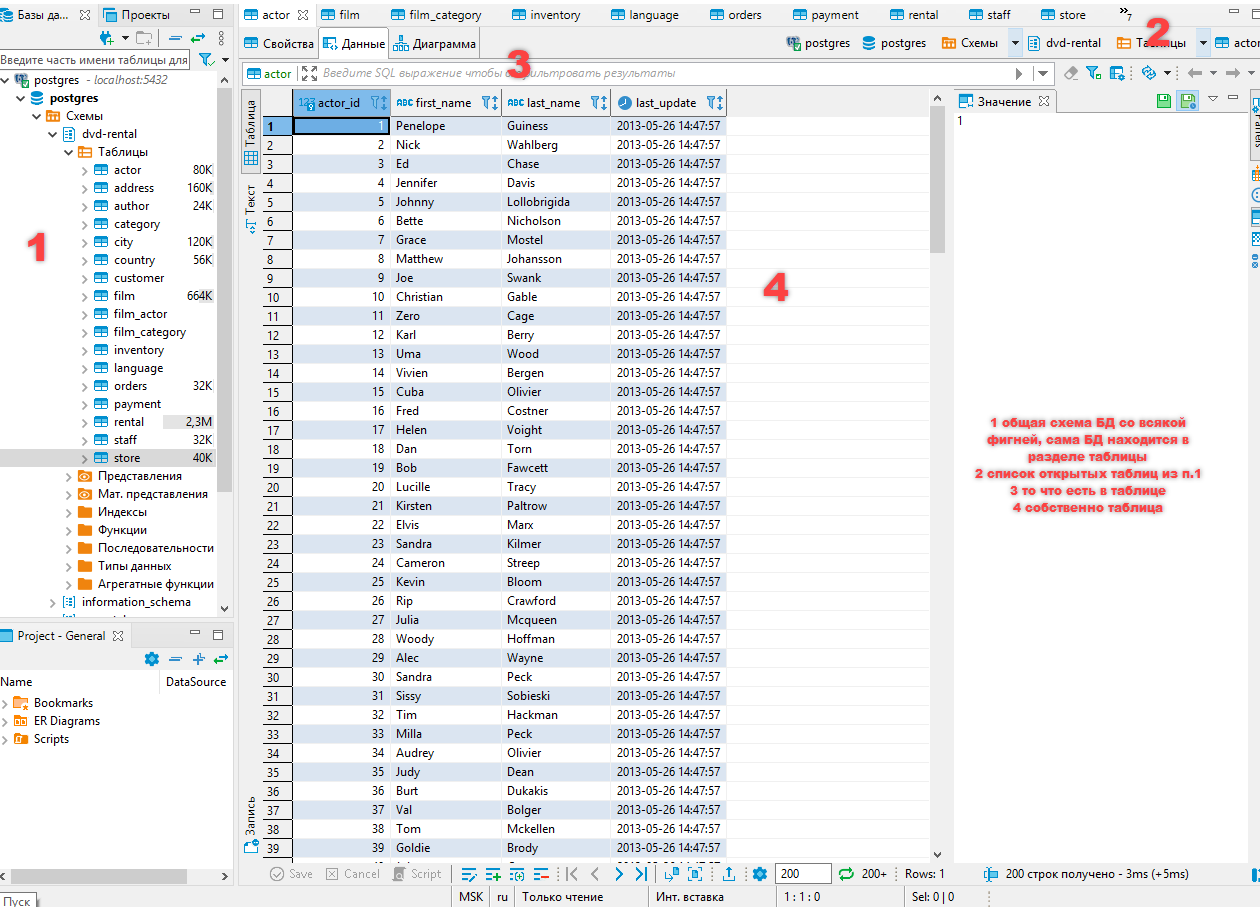 Базы да...
Проекты
Введите часть имени таблицы для
postgres - localhost:5432
postgres
Схемы
dvd-rental
Таблицы
actor 80K
address 160K
author 24K
category
city 120K
country 56K
customer
film 664K
film_actor
film_category
inventory
language
orders 32K
payment
rental 2,3M
staff 32K
store 40K
Представления
Мат. представления
Индексы
Функции
Последовательности
Типы данных
Агрегатные функции
information_schema
1
Project - General
Name DataSource
Bookmarks
ER Diagrams
Scripts
Пуск
actor film film_category inventory language orders payment rental staff store »7
2
Свойства Данные Диаграмма postgres postgres Схемы dvd-rental Таблицы actor
3
actor Введите SQL выражение чтобы отфильтровать результаты
Таблица
Текст
Запись
123 actor_id ABC first_name ABC last_name last_update
1 1 Penelope Guiness 2013-05-26 14:47:57
2 2 Nick Wahlberg 2013-05-26 14:47:57
3 3 Ed Chase 2013-05-26 14:47:57
4 4 Jennifer Davis 2013-05-26 14:47:57
5 5 Johnny Lollobrigida 2013-05-26 14:47:57
6 6 Bette Nicholson 2013-05-26 14:47:57
7 7 Grace Mostel 2013-05-26 14:47:57
8 8 Matthew Johansson 2013-05-26 14:47:57
9 9 Joe Swank 2013-05-26 14:47:57
10 10 Christian Gable 2013-05-26 14:47:57
11 11 Zero Cage 2013-05-26 14:47:57
12 12 Karl Berry 2013-05-26 14:47:57
13 13 Uma Wood 2013-05-26 14:47:57
14 14 Vivien Bergen 2013-05-26 14:47:57
15 15 Cuba Olivier 2013-05-26 14:47:57
16 16 Fred Costner 2013-05-26 14:47:57
17 17 Helen Voight 2013-05-26 14:47:57
18 18 Dan Torn 2013-05-26 14:47:57
19 19 Bob Fawcett 2013-05-26 14:47:57
20 20 Lucille Tracy 2013-05-26 14:47:57
21 21 Kirsten Paltrow 2013-05-26 14:47:57
22 22 Elvis Marx 2013-05-26 14:47:57
23 23 Sandra Kilmer 2013-05-26 14:47:57
24 24 Cameron Streep 2013-05-26 14:47:57
25 25 Kevin Bloom 2013-05-26 14:47:57
26 26 Rip Crawford 2013-05-26 14:47:57
27 27 Julia Mcqueen 2013-05-26 14:47:57
28 28 Woody Hoffman 2013-05-26 14:47:57
29 29 Alec Wayne 2013-05-26 14:47:57
30 30 Sandra Peck 2013-05-26 14:47:57
31 31 Sissy Sobieski 2013-05-26 14:47:57
32 32 Tim Hackman 2013-05-26 14:47:57
33 33 Milla Peck 2013-05-26 14:47:57
34 34 Audrey Olivier 2013-05-26 14:47:57
35 35 Judy Dean 2013-05-26 14:47:57
36 36 Burt Dukakis 2013-05-26 14:47:57
37 37 Val Bolger 2013-05-26 14:47:57
38 38 Tom Mckellen 2013-05-26 14:47:57
39 39 Goldie Brody 2013-05-26 14:47:57
4
Значение
1
1 общая схема БД со всякой
фигней, сама БД находится в
разделе таблицы
2 список открытых таблиц из п.1
3 то что есть в таблице
4 собственно таблица
Save Cancel Script 200 200+ Rows: 1 200 строк получено - 3ms (+5ms)
MSK ru Только чтение Инт. вставка 1 : 1 : 0 Sel: 0 | 0